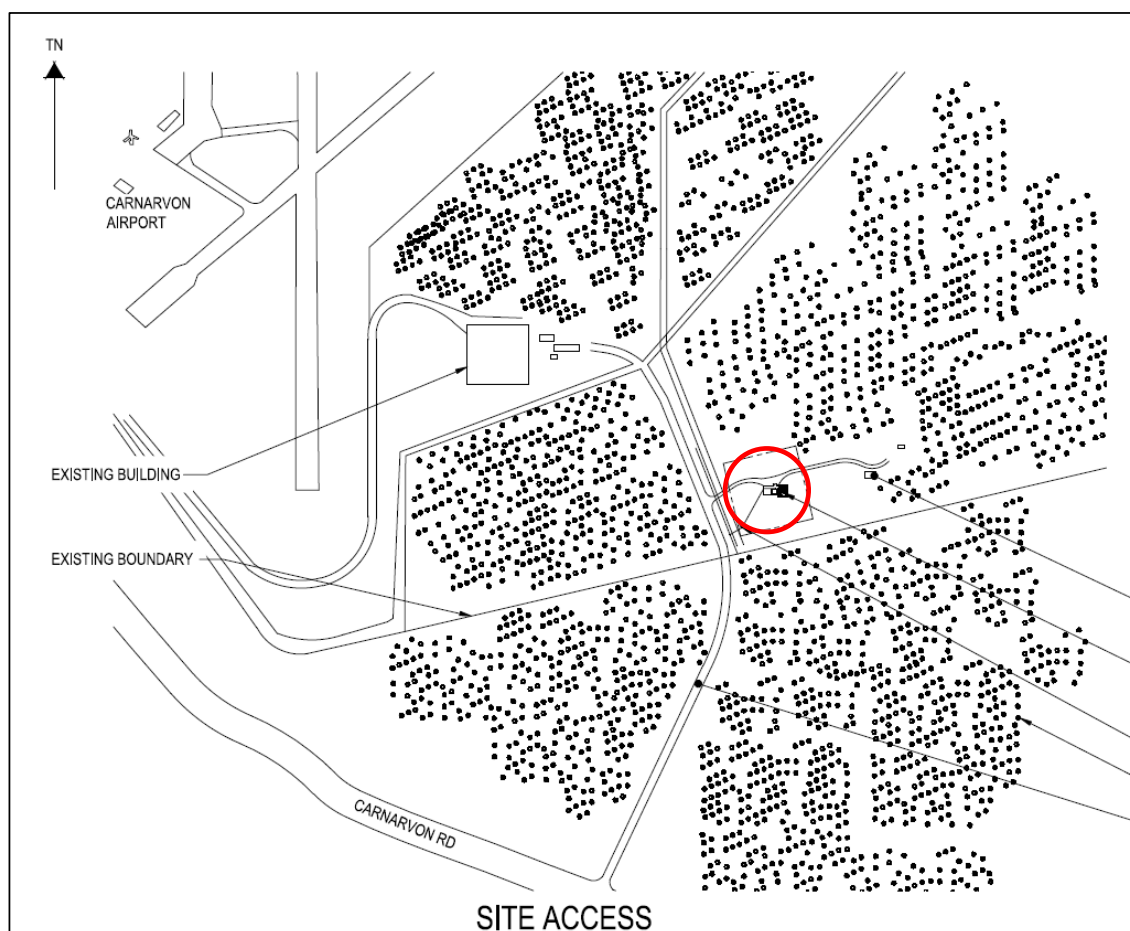 TN
CARNARVON
AIRPORT
EXISTING BUILDING
EXISTING BOUNDARY
CARNARVON RD
SITE ACCESS